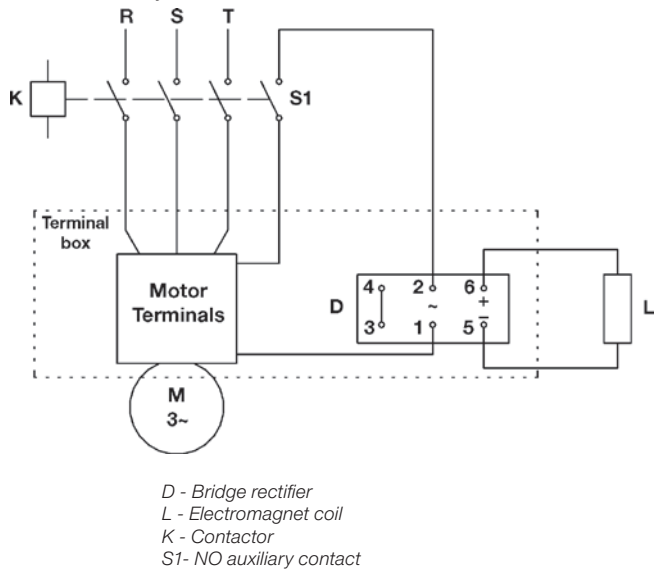 R S T
K
S1
Terminal
box
Motor
Terminals
D
4 2 6
~ +
3 1 5 –
L
M
3~
D - Bridge rectifier
L - Electromagnet coil
K - Contactor
S1- NO auxiliary contact